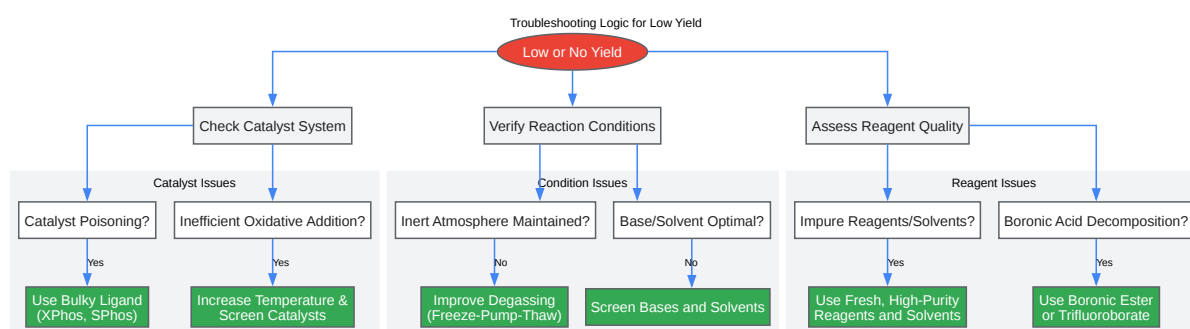 Troubleshooting Logic for Low Yield
Low or No Yield
Check Catalyst System
Verify Reaction Conditions
Assess Reagent Quality
Catalyst Issues
Condition Issues
Reagent Issues
Catalyst Poisoning?
Inefficient Oxidative Addition?
Inert Atmosphere Maintained?
Base/Solvent Optimal?
Impure Reagents/Solvents?
Boronic Acid Decomposition?
Yes
Yes
No
No
Yes
Yes
Use Bulky Ligand
(XPhos, SPhos)
Increase Temperature &
Screen Catalysts
Improve Degassing
(Freeze-Pump-Thaw)
Screen Bases and Solvents
Use Fresh, High-Purity
Reagents and Solvents
Use Boronic Ester
or Trifluoroborate